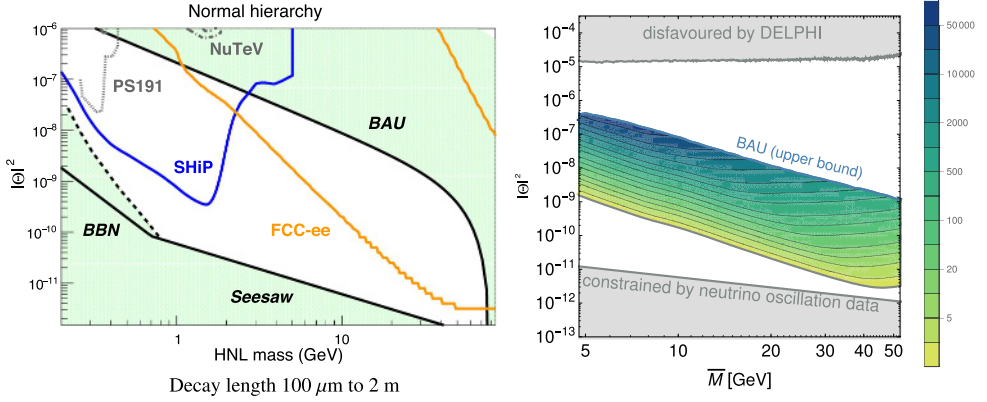 Normal hierarchy
|Θ|²
10⁻⁶
10⁻⁷
10⁻⁸
10⁻⁹
10⁻¹⁰
10⁻¹¹
NuTeV
PS191
BAU
SHiP
FCC-ee
BBN
Seesaw
1
10
HNL mass (GeV)
Decay length 100 μm to 2 m
|Θ|²
10⁻⁴
10⁻⁵
10⁻⁶
10⁻⁷
10⁻⁸
10⁻⁹
10⁻¹⁰
10⁻¹¹
10⁻¹²
10⁻¹³
disfavoured by DELPHI
BAU (upper bound)
constrained by neutrino oscillation data
5
10
20
30
40
50
M̅ [GeV]
50 000
10 000
2000
500
100
20
5